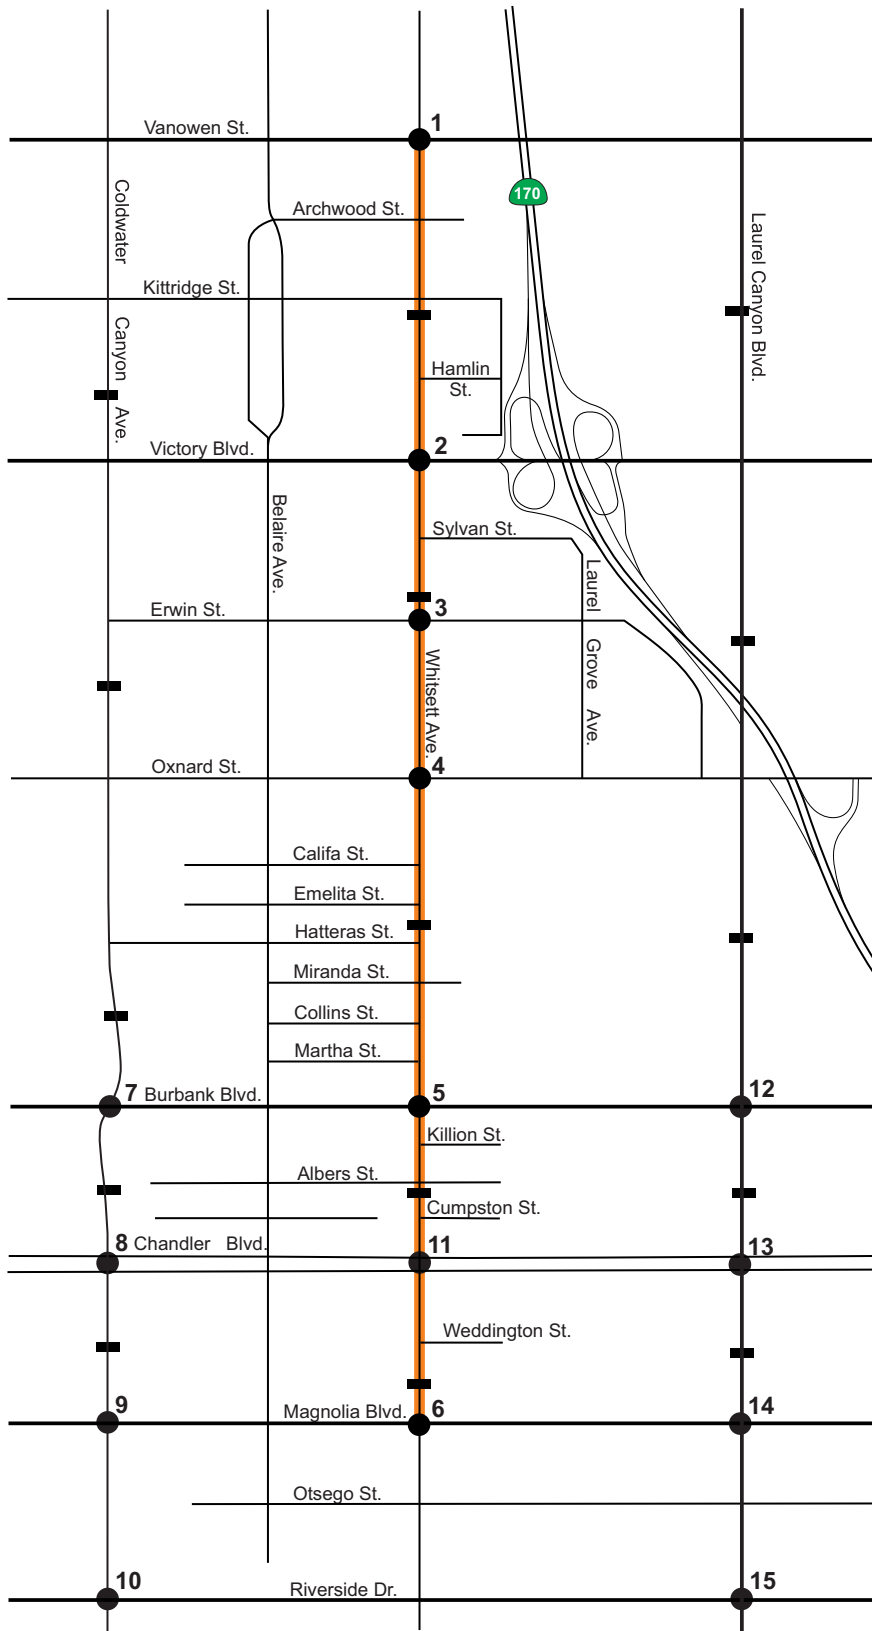 1
Vanowen St.
170
Coldwater Canyon Ave.
Archwood St.
Laurel Canyon Blvd.
Kittridge St.
Hamlin
St.
2
Victory Blvd.
Belaire Ave.
Sylvan St.
Laurel Grove Ave.
3
Erwin St.
Whitsett Ave.
4
Oxnard St.
Califa St.
Emelita St.
Hatteras St.
Miranda St.
Collins St.
Martha St.
7 Burbank Blvd.
5
12
Killion St.
Albers St.
Cumpston St.
8 Chandler Blvd.
11
13
Weddington St.
9
Magnolia Blvd.
6
14
Otsego St.
10
Riverside Dr.
15